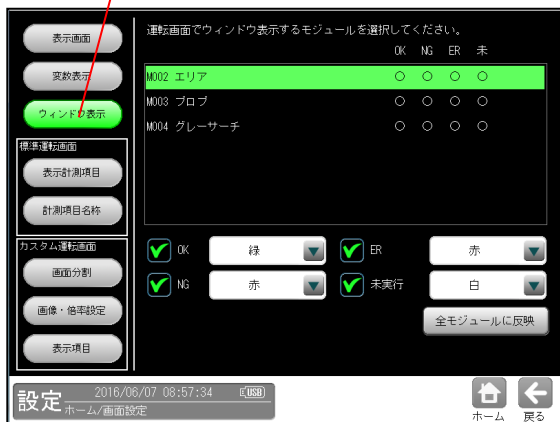 表示画面
変数表示
ウィンドウ表示
標準運転画面
表示計測項目
計測項目名称
カスタム運転画面
画面分割
画像・倍率設定
表示項目
運転画面でウィンドウ表示するモジュールを選択してください。
OK NG ER 未
M002 エリア ○ ○ ○ ○
M003 ブロブ ○ ○ ○ ○
M004 グレーサーチ ○ ○ ○ ○
OK 緑 ER 赤
NG 赤 未実行 白
全モジュールに反映
設定 2016/06/07 08:57:34 USB
ホーム/画面設定
ホーム 戻る